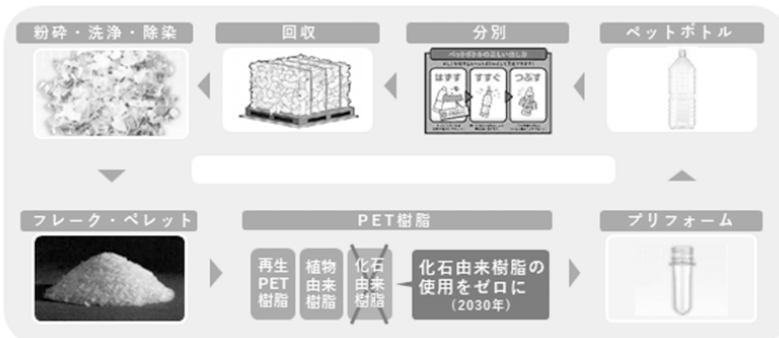 粉砕・洗浄・除染
回収
分別
ペットボトル
はずす
すすぐ
つぶす
フレーク・ペレット
PET樹脂
プリフォーム
再生
PET
樹脂
植物
由来
樹脂
化石
由来
樹脂
化石由来樹脂の
使用をゼロに
(2030年)